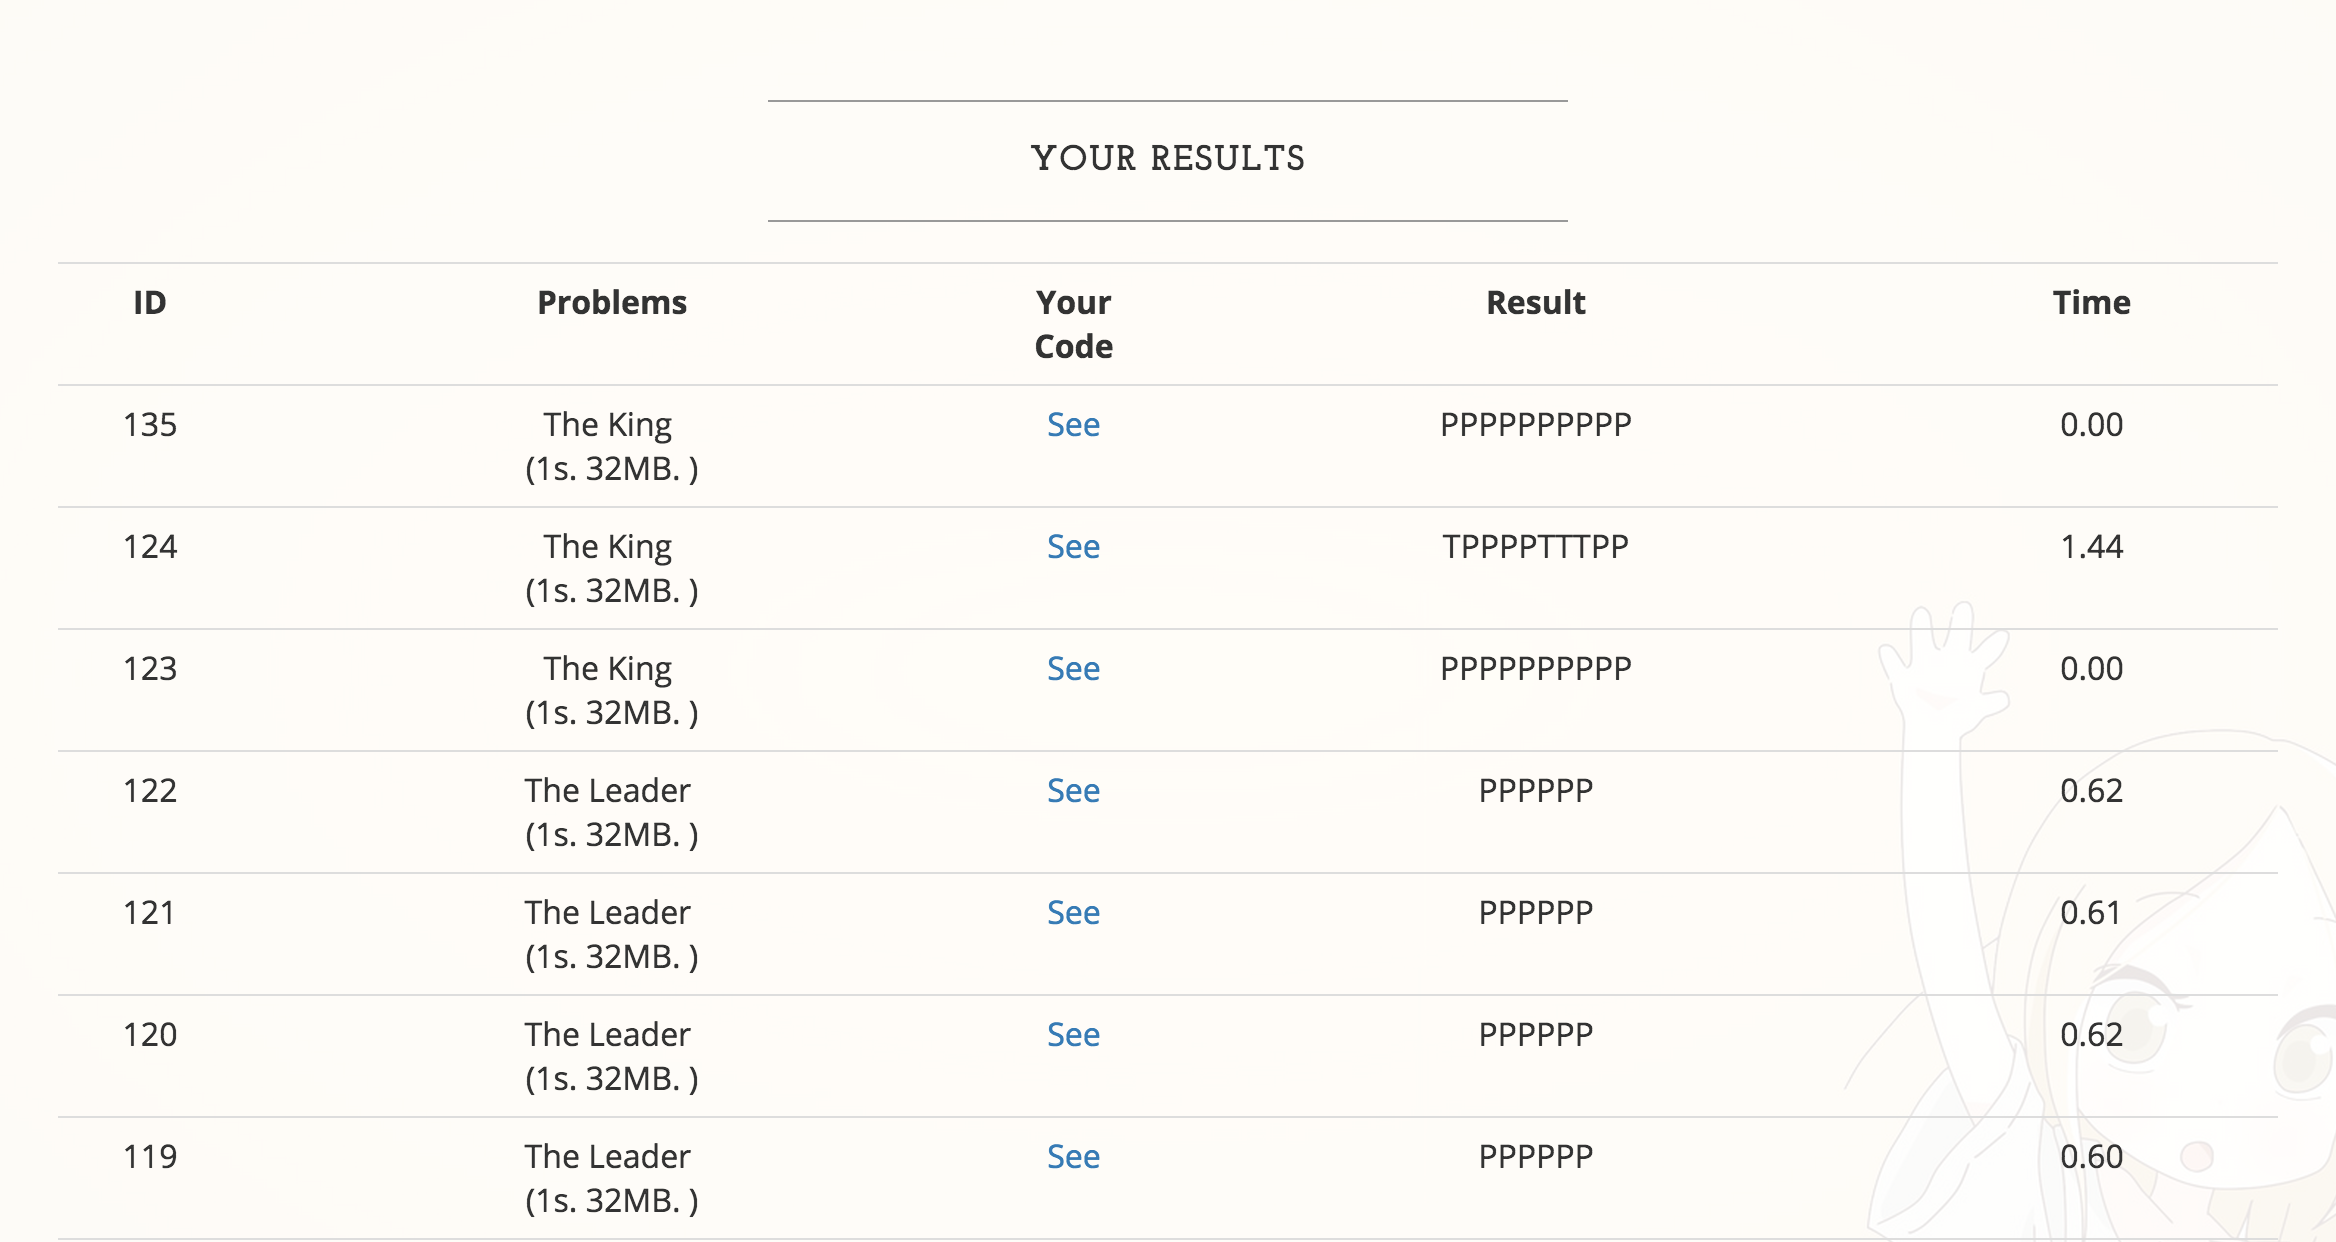 YOUR RESULTS
ID Problems Your Code Result Time
135 The King (1s. 32MB. ) See PPPPPPPPPP 0.00
124 The King (1s. 32MB. ) See TPPPPTTTPP 1.44
123 The King (1s. 32MB. ) See PPPPPPPPPP 0.00
122 The Leader (1s. 32MB. ) See PPPPPP 0.62
121 The Leader (1s. 32MB. ) See PPPPPP 0.61
120 The Leader (1s. 32MB. ) See PPPPPP 0.62
119 The Leader (1s. 32MB. ) See PPPPPP 0.60